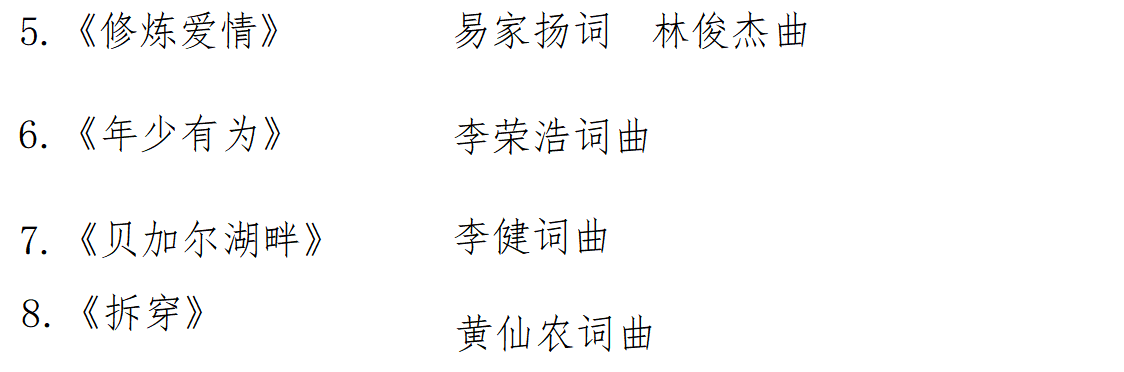 5.《修炼爱情》 易家扬词 林俊杰曲
6.《年少有为》 李荣浩词曲
7.《贝加尔湖畔》 李健词曲
8.《拆穿》 黄仙农词曲